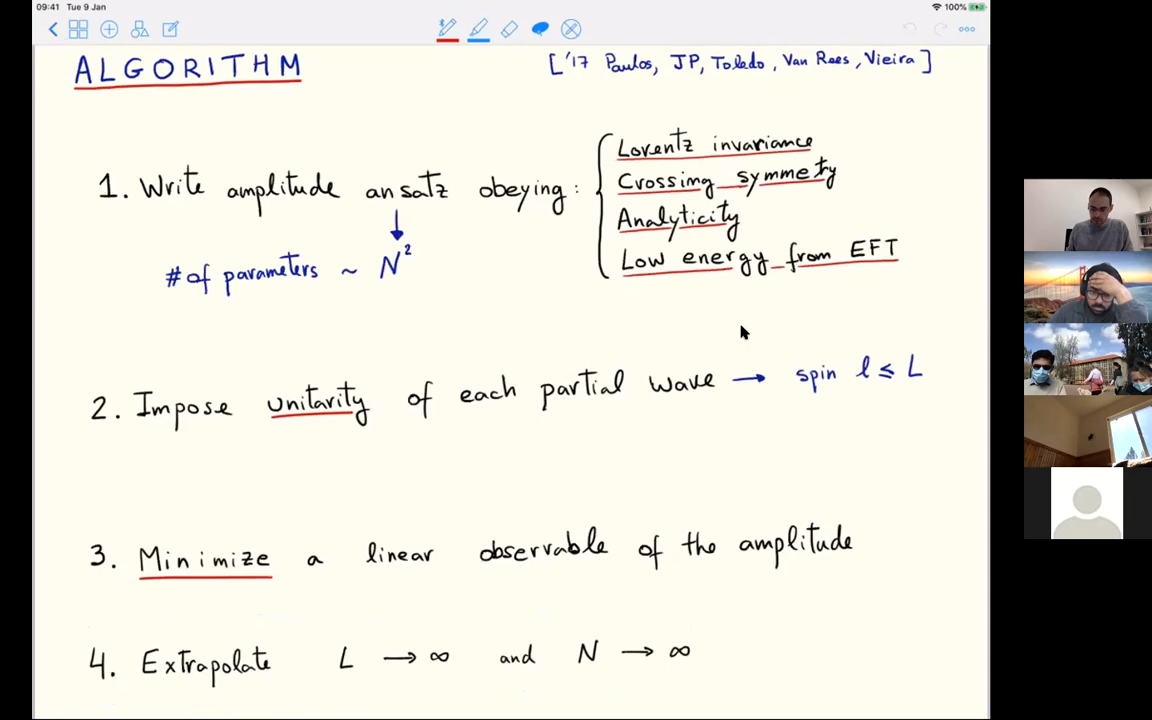 09:41 Tue 9 Jan
100%
ALGORITHM
['17 Paulos, JP, Toledo, Van Rees, Vieira]
1. Write amplitude ansatz obeying:
Lorentz invariance
Crossing symmetry
Analyticity
Low energy from EFT
# of parameters ~ N²
2. Impose unitarity of each partial wave → spin l ≤ L
3. Minimize a linear observable of the amplitude
4. Extrapolate L → ∞ and N → ∞